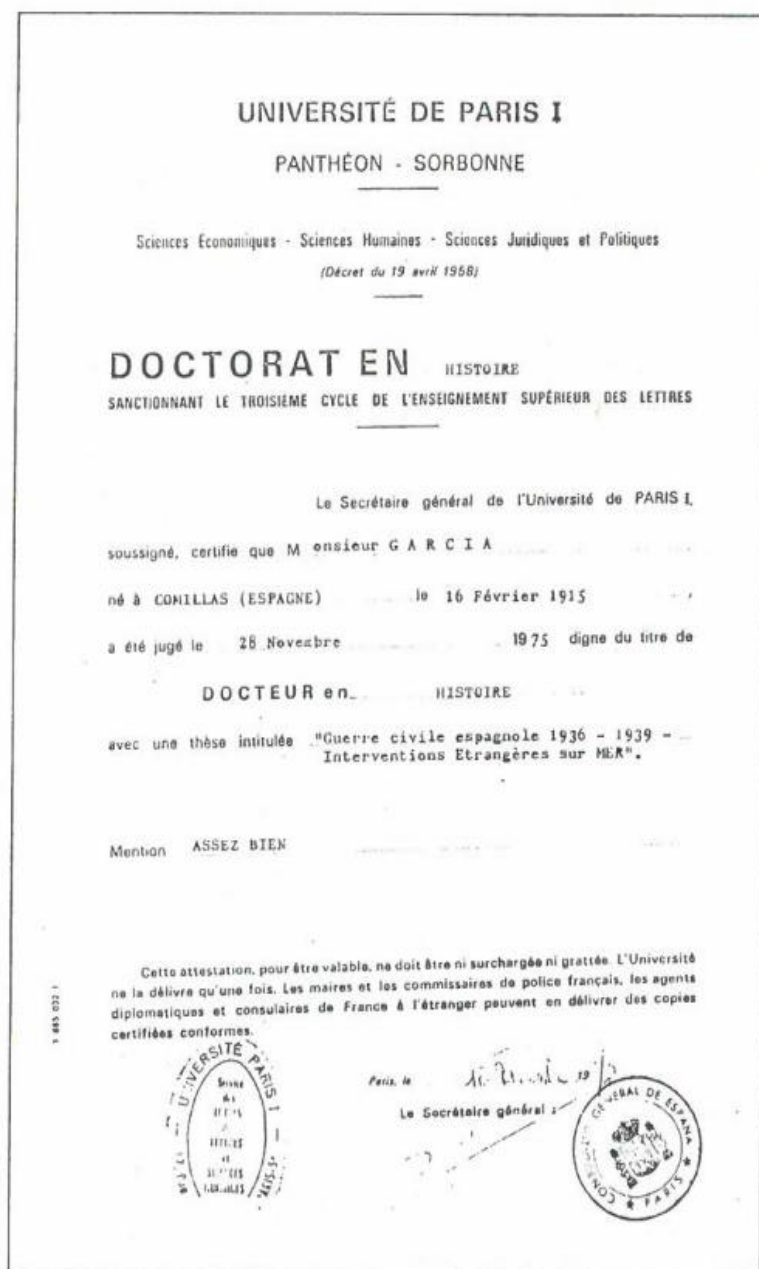 UNIVERSITÉ DE PARIS I
PANTHÉON - SORBONNE
Sciences Economiques - Sciences Humaines - Sciences Juridiques et Politiques
(Décret du 19 avril 1968)
DOCTORAT EN HISTOIRE
SANCTIONNANT LE TROISIÈME CYCLE DE L'ENSEIGNEMENT SUPÉRIEUR DES LETTRES
Le Secrétaire général de l'Université de PARIS I,
soussigné, certifie que Monsieur GARCIA
né à COMILLAS (ESPAGNE) le 16 Février 1915
a été jugé le 28 Novembre 1975 digne du titre de
DOCTEUR en HISTOIRE
avec une thèse intitulée "Guerre civile espagnole 1936 - 1939 -
Interventions Etrangères sur MER".
Mention ASSEZ BIEN
Cette attestation, pour être valable, ne doit être ni surchargée ni grattée. L'Université
ne la délivre qu'une fois. Les maires et les commissaires de police français, les agents
diplomatiques et consulaires de France à l'étranger peuvent en délivrer des copies
certifiées conformes.
UNIVERSITÉ PARIS I
Paris, le 19
Le Secrétaire général :
CONSULADO GENERAL DE ESPAÑA
PARIS